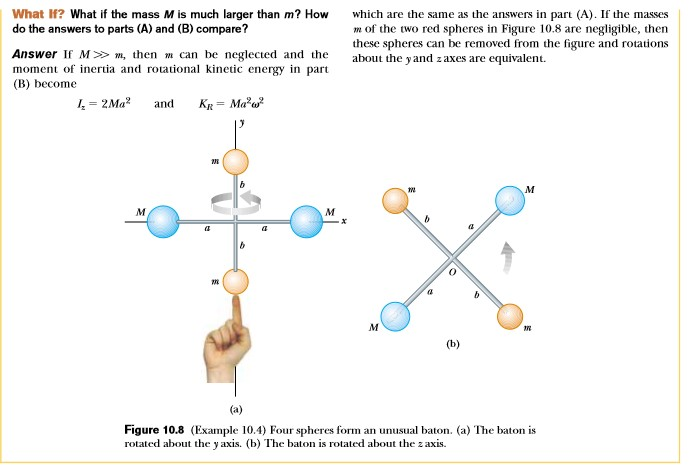 What If? What if the mass M is much larger than m? How
do the answers to parts (A) and (B) compare?
Answer If M >> m, then m can be neglected and the
moment of inertia and rotational kinetic energy in part
(B) become
I_z = 2Ma² and K_R = Ma²ω²
which are the same as the answers in part (A). If the masses
m of the two red spheres in Figure 10.8 are negligible, then
these spheres can be removed from the figure and rotations
about the y and z axes are equivalent.
y
m
b
M
M
x
a
a
b
m
(a)
m
M
b
a
O
a
b
M
m
(b)
Figure 10.8 (Example 10.4) Four spheres form an unusual baton. (a) The baton is
rotated about the y axis. (b) The baton is rotated about the z axis.